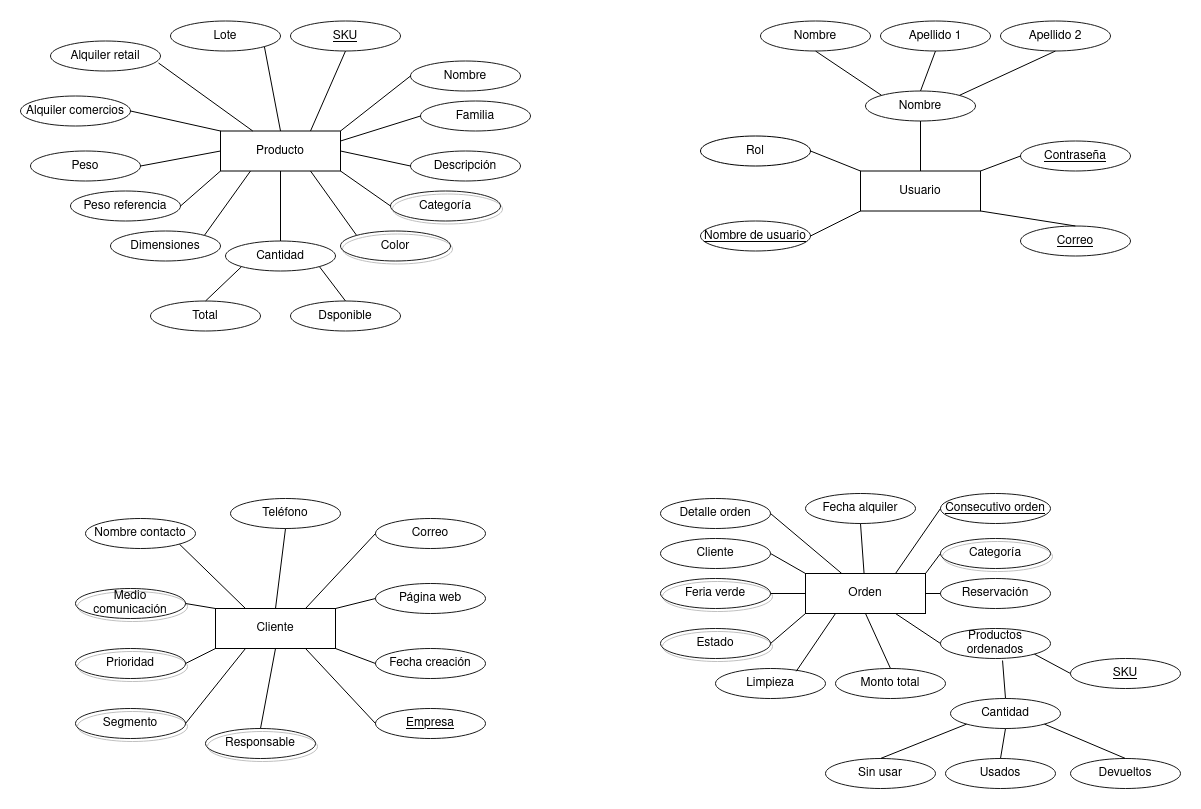 Lote
SKU
Alquiler retail
Nombre
Alquiler comercios
Familia
Producto
Peso
Descripción
Peso referencia
Categoría
Dimensiones
Color
Cantidad
Total
Dsponible
Nombre
Apellido 1
Apellido 2
Nombre
Rol
Contraseña
Usuario
Nombre de usuario
Correo
Teléfono
Nombre contacto
Correo
Medio
comunicación
Página web
Cliente
Prioridad
Fecha creación
Segmento
Empresa
Responsable
Detalle orden
Fecha alquiler
Consecutivo orden
Cliente
Categoría
Feria verde
Orden
Reservación
Estado
Productos
ordenados
Limpieza
Monto total
SKU
Cantidad
Sin usar
Usados
Devueltos